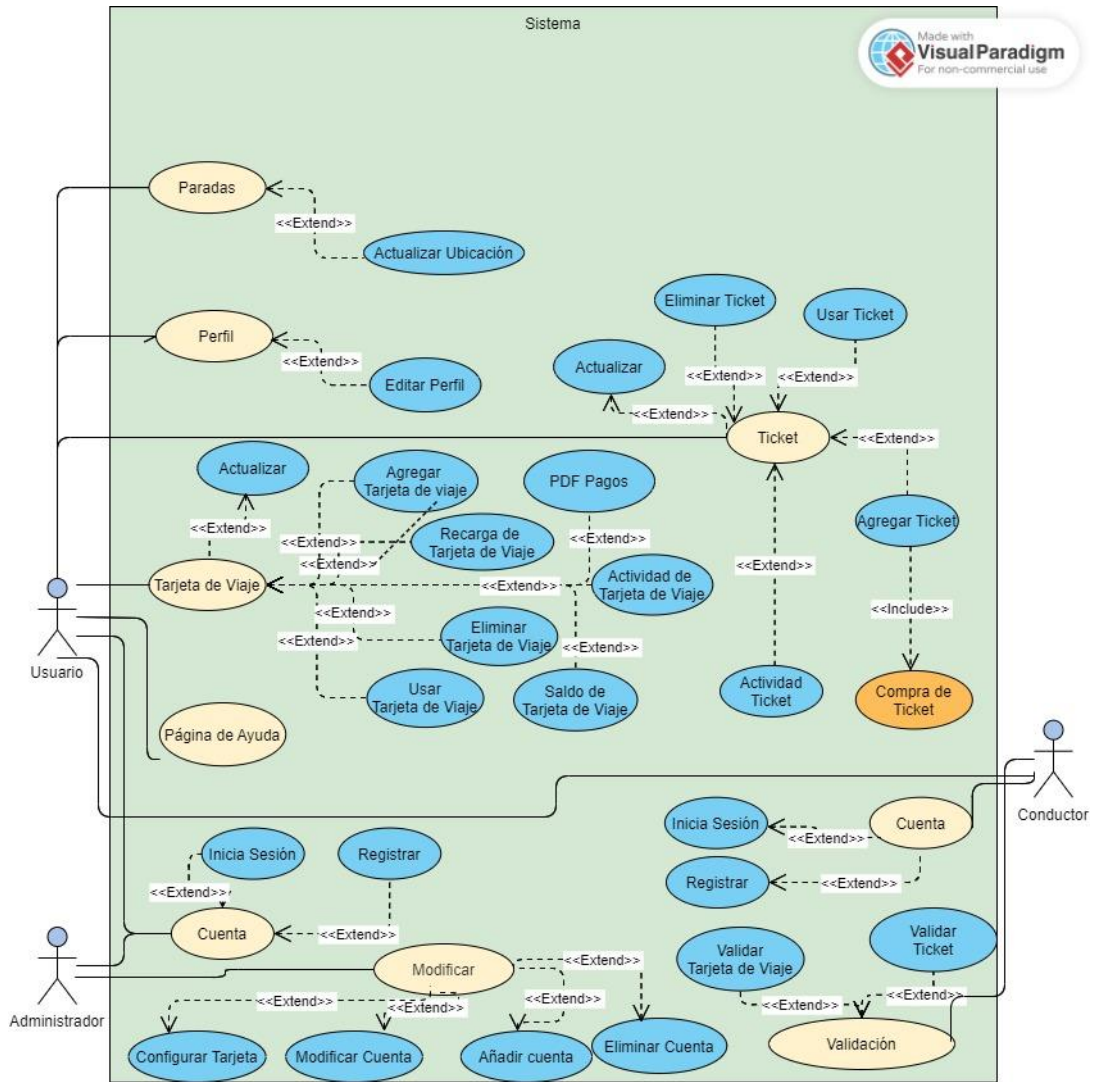 Sistema
Made with
VisualParadigm
For non-commercial use
Paradas
<<Extend>>
Actualizar Ubicación
Eliminar Ticket
Usar Ticket
Perfil
<<Extend>>
Editar Perfil
Actualizar
<<Extend>>
<<Extend>>
<<Extend>>
Ticket
<<Extend>>
Actualizar
Agregar
Tarjeta de viaje
PDF Pagos
Agregar Ticket
<<Extend>>
<<Extend>>
Recarga de
Tarjeta de Viaje
<<Extend>>
<<Extend>>
<<Extend>>
Tarjeta de Viaje
<<Extend>>
Actividad de
Tarjeta de Viaje
<<Include>>
<<Extend>>
Eliminar
Tarjeta de Viaje
<<Extend>>
<<Extend>>
Usuario
Usar
Tarjeta de Viaje
Saldo de
Tarjeta de Viaje
Actividad
Ticket
Compra de
Ticket
Página de Ayuda
Conductor
Inicia Sesión
<<Extend>>
Cuenta
Registrar
<<Extend>>
Inicia Sesión
Registrar
<<Extend>>
Cuenta
<<Extend>>
Validar
Tarjeta de Viaje
Validar
Ticket
Administrador
Modificar
<<Extend>>
<<Extend>>
<<Extend>>
<<Extend>>
<<Extend>>
<<Extend>>
Configurar Tarjeta
Modificar Cuenta
Añadir cuenta
Eliminar Cuenta
Validación